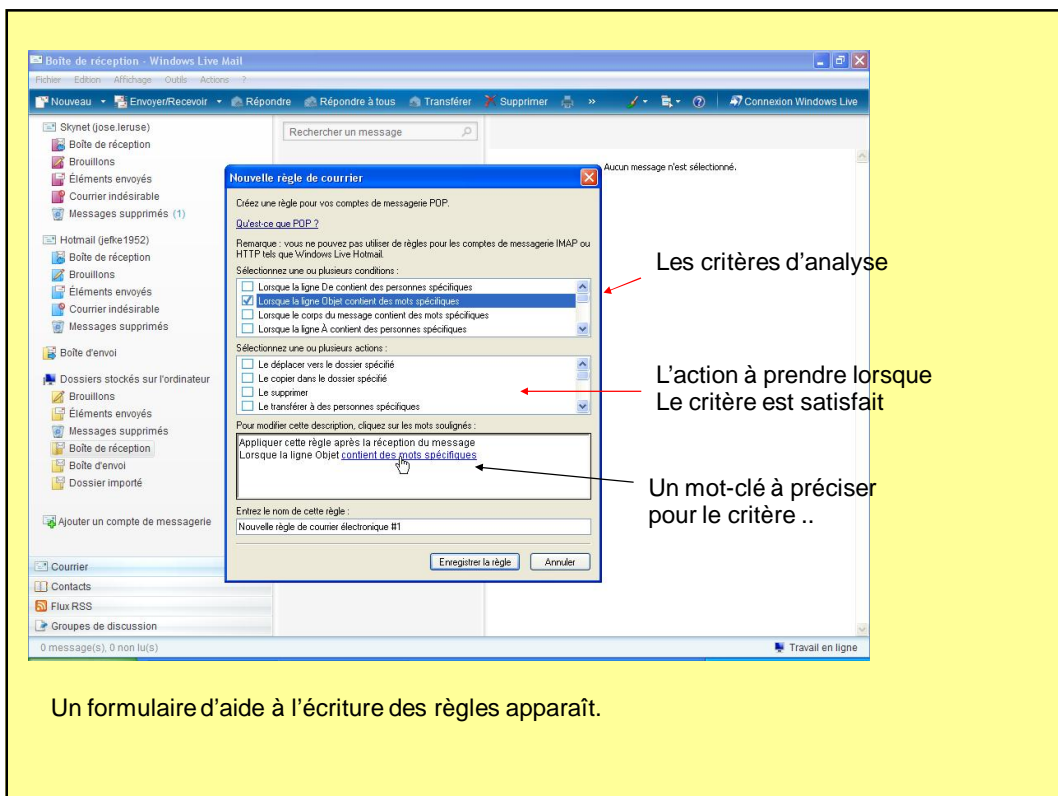 Boîte de réception - Windows Live Mail
Fichier Edition Affichage Outils Actions ?
Nouveau Envoyer/Recevoir Répondre Répondre à tous Transférer Supprimer » Connexion Windows Live
Skynet (jose.leruse)
Boîte de réception
Brouillons
Éléments envoyés
Courrier indésirable
Messages supprimés (1)
Hotmail (jefke1952)
Boîte de réception
Brouillons
Éléments envoyés
Courrier indésirable
Messages supprimés
Boîte d'envoi
Dossiers stockés sur l'ordinateur
Brouillons
Éléments envoyés
Messages supprimés
Boîte de réception
Boîte d'envoi
Dossier importé
Ajouter un compte de messagerie
Courrier
Contacts
Flux RSS
Groupes de discussion
0 message(s), 0 non lu(s)
Travail en ligne
Rechercher un message
Aucun message n'est sélectionné.
Nouvelle règle de courrier
Créez une règle pour vos comptes de messagerie POP.
Qu'est-ce que POP ?
Remarque : vous ne pouvez pas utiliser de règles pour les comptes de messagerie IMAP ou
HTTP tels que Windows Live Hotmail.
Sélectionnez une ou plusieurs conditions :
Lorsque la ligne De contient des personnes spécifiques
Lorsque la ligne Objet contient des mots spécifiques
Lorsque le corps du message contient des mots spécifiques
Lorsque la ligne À contient des personnes spécifiques
Sélectionnez une ou plusieurs actions :
Le déplacer vers le dossier spécifié
Le copier dans le dossier spécifié
Le supprimer
Le transférer à des personnes spécifiques
Pour modifier cette description, cliquez sur les mots soulignés :
Appliquer cette règle après la réception du message
Lorsque la ligne Objet contient des mots spécifiques
Entrez le nom de cette règle :
Nouvelle règle de courrier électronique #1
Enregistrer la règle Annuler
Les critères d'analyse
L'action à prendre lorsque
Le critère est satisfait
Un mot-clé à préciser
pour le critère ..
Un formulaire d'aide à l'écriture des règles apparaît.